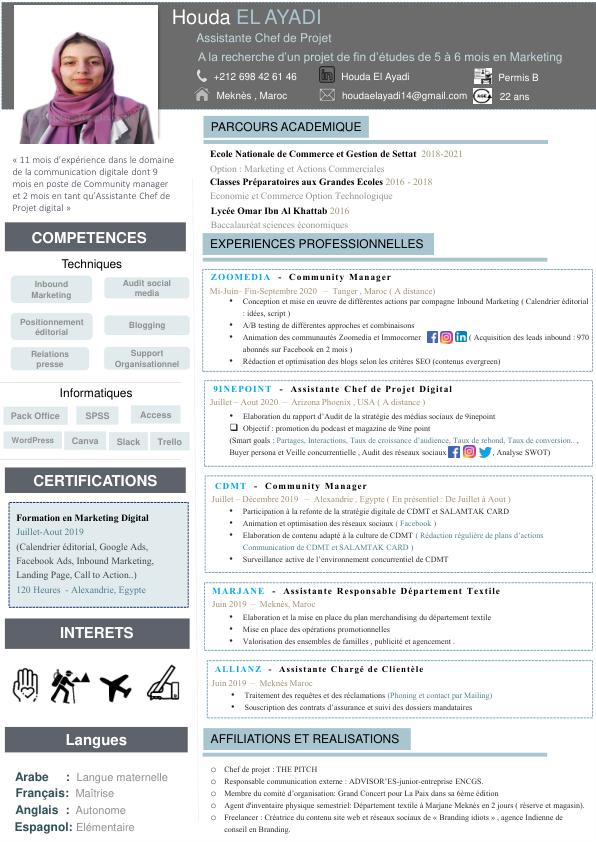 Houda EL AYADI
Assistante Chef de Projet
A la recherche d'un projet de fin d'études de 5 à 6 mois en Marketing
+212 698 42 61 46
Houda El Ayadi
Permis B
Meknès , Maroc
houdaelayadi14@gmail.com
22 ans
« 11 mois d'expérience dans le domaine
de la communication digitale dont 9
mois en poste de Community manager
et 2 mois en tant qu'Assistante Chef de
Projet digital »
COMPETENCES
Techniques
Inbound
Marketing
Audit social
media
Positionnement
éditorial
Blogging
Relations
presse
Support
Organisationnel
Informatiques
Pack Office
SPSS
Access
WordPress
Canva
Slack
Trello
CERTIFICATIONS
Formation en Marketing Digital
Juillet-Aout 2019
(Calendrier éditorial, Google Ads,
Facebook Ads, Inbound Marketing,
Landing Page, Call to Action..)
120 Heures - Alexandrie, Egypte
INTERETS
Langues
Arabe : Langue maternelle
Français: Maîtrise
Anglais : Autonome
Espagnol: Elémentaire
PARCOURS ACADEMIQUE
Ecole Nationale de Commerce et Gestion de Settat 2018-2021
Option : Marketing et Actions Commerciales
Classes Préparatoires aux Grandes Ecoles 2016 - 2018
Economie et Commerce Option Technologique
Lycée Omar Ibn Al Khattab 2016
Baccalauréat sciences économiques
EXPERIENCES PROFESSIONNELLES
ZOOMEDIA - Community Manager
Mi-Juin– Fin-Septembre 2020 – Tanger , Maroc ( A distance)
• Conception et mise en œuvre de différentes actions par compagne Inbound Marketing ( Calendrier éditorial
: idées, script )
• A/B testing de différentes approches et combinaisons
• Animation des communautés Zoomedia et Immocorner ( Acquisition des leads inbound : 970
abonnés sur Facebook en 2 mois )
• Rédaction et optimisation des blogs selon les critères SEO (contenus evergreen)
9INEPOINT - Assistante Chef de Projet Digital
Juillet – Aout 2020 – Arizona Phoenix , USA ( A distance )
• Elaboration du rapport d'Audit de la stratégie des médias sociaux de 9inepoint
❑ Objectif : promotion du podcast et magazine de 9ine point
(Smart goals : Partages, Interactions, Taux de croissance d'audience, Taux de rebond, Taux de conversion.. ,
Buyer persona et Veille concurrentielle , Audit des réseaux sociaux , Analyse SWOT)
CDMT - Community Manager
Juillet – Décembre 2019 – Alexandrie , Egypte ( En présentiel : De Juillet à Aout )
• Participation à la refonte de la stratégie digitale de CDMT et SALAMTAK CARD
• Animation et optimisation des réseaux sociaux ( Facebook )
• Elaboration de contenu adapté à la culture de CDMT ( Rédaction régulière de plans d'actions
Communication de CDMT et SALAMTAK CARD )
• Surveillance active de l'environnement concurrentiel de CDMT
MARJANE - Assistante Responsable Département Textile
Juin 2019 – Meknès, Maroc
• Elaboration et la mise en place du plan merchandising du département textile
• Mise en place des opérations promotionnelles
• Valorisation des ensembles de familles , publicité et agencement .
ALLIANZ - Assistante Chargé de Clientèle
Juin 2019 – Meknès Maroc
• Traitement des requêtes et des réclamations (Phoning et contact par Mailing)
• Souscription des contrats d'assurance et suivi des dossiers mandataires
AFFILIATIONS ET REALISATIONS
o Chef de projet : THE PITCH
o Responsable communication externe : ADVISOR'ES-junior-entreprise ENCGS.
o Membre du comité d'organisation: Grand Concert pour La Paix dans sa 6ème édition
o Agent d'inventaire physique semestriel: Département textile à Marjane Meknès en 2 jours ( réserve et magasin).
o Freelancer : Créatrice du contenu site web et réseaux sociaux de « Branding idiots » , agence Indienne de
conseil en Branding.